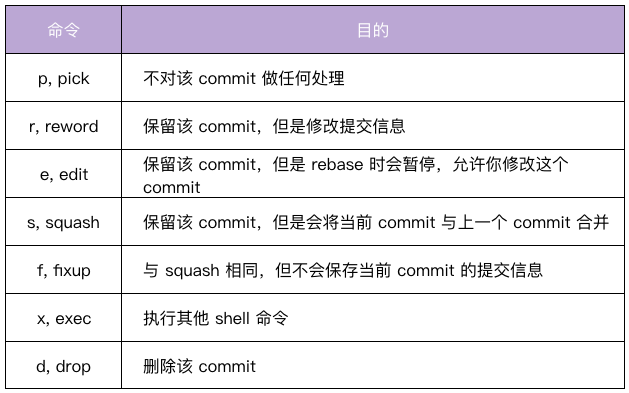 命令 目的
p, pick 不对该 commit 做任何处理
r, reword 保留该 commit，但是修改提交信息
e, edit 保留该 commit，但是 rebase 时会暂停，允许你修改这个
commit
s, squash 保留该 commit，但是会将当前 commit 与上一个 commit 合并
f, fixup 与 squash 相同，但不会保存当前 commit 的提交信息
x, exec 执行其他 shell 命令
d, drop 删除该 commit